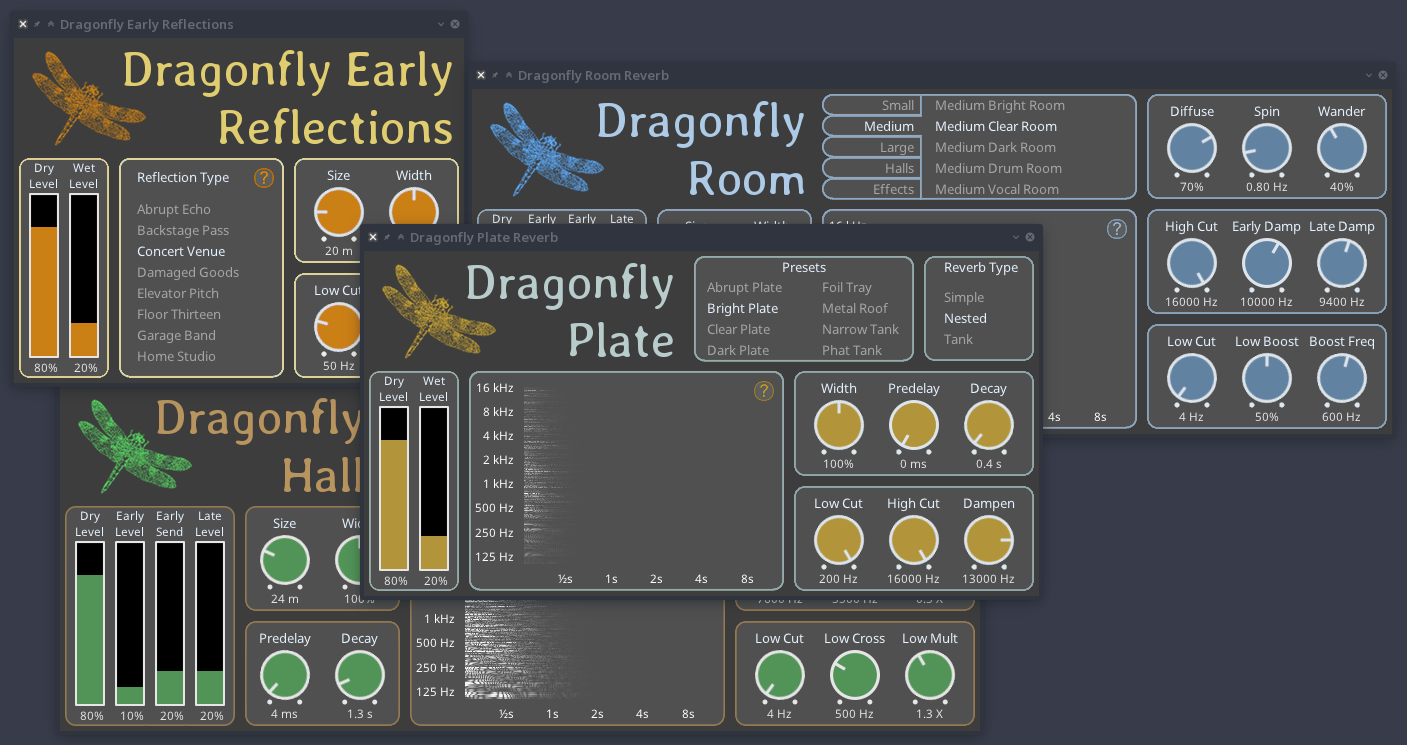 Dragonfly Early Reflections
Dragonfly Early
Reflections
Dry Wet
Level Level
80% 20%
Reflection Type ?
Abrupt Echo
Backstage Pass
Concert Venue
Damaged Goods
Elevator Pitch
Floor Thirteen
Garage Band
Home Studio
Size Width
20 m
Low Cut
50 Hz
Dragonfly Room Reverb
Dragonfly
Room
Small
Medium
Large
Halls
Effects
Medium Bright Room
Medium Clear Room
Medium Dark Room
Medium Drum Room
Medium Vocal Room
Diffuse Spin Wander
70% 0.80 Hz 40%
Dry Early Early Late
?
High Cut Early Damp Late Damp
16000 Hz 10000 Hz 9400 Hz
Low Cut Low Boost Boost Freq
4 Hz 50% 600 Hz
4s 8s
Dragonfly Plate Reverb
Dragonfly
Plate
Presets
Abrupt Plate Foil Tray
Bright Plate Metal Roof
Clear Plate Narrow Tank
Dark Plate Phat Tank
Reverb Type
Simple
Nested
Tank
Dry Wet
Level Level
80% 20%
?
16 kHz
8 kHz
4 kHz
2 kHz
1 kHz
500 Hz
250 Hz
125 Hz
½s 1s 2s 4s 8s
Width Predelay Decay
100% 0 ms 0.4 s
Low Cut High Cut Dampen
200 Hz 16000 Hz 13000 Hz
Dragonfly
Hall
Dry Early Early Late
Level Level Send Level
80% 10% 20% 20%
Size
24 m 100%
Predelay Decay
4 ms 1.3 s
1 kHz
500 Hz
250 Hz
125 Hz
½s 1s 2s 4s 8s
Low Cut Low Cross Low Mult
4 Hz 500 Hz 1.3 X